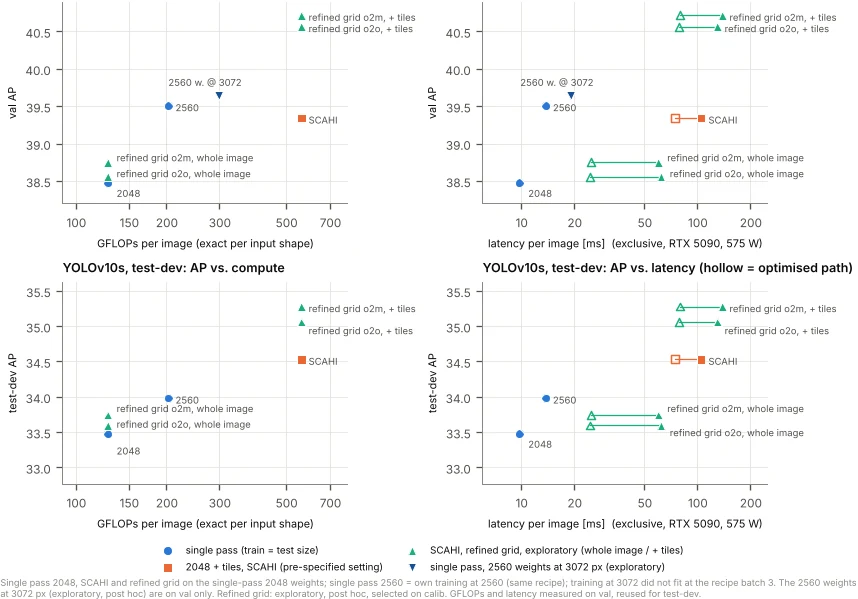 refined grid o2m, + tiles
refined grid o2o, + tiles
40.5
40.0
39.5
39.0
38.5
val AP
2560 w. @ 3072
2560
SCAHI
refined grid o2m, whole image
refined grid o2o, whole image
2048
100
150
200
300
500
700
GFLOPs per image (exact per input shape)
refined grid o2m, + tiles
refined grid o2o, + tiles
40.5
40.0
39.5
39.0
38.5
val AP
2560 w. @ 3072
2560
SCAHI
refined grid o2m, whole image
refined grid o2o, whole image
2048
10
20
50
100
200
latency per image [ms]  (exclusive, RTX 5090, 575 W)
YOLOv10s, test-dev: AP vs. compute
35.5
35.0
34.5
34.0
33.5
33.0
test-dev AP
refined grid o2m, + tiles
refined grid o2o, + tiles
SCAHI
2560
refined grid o2m, whole image
refined grid o2o, whole image
2048
100
150
200
300
500
700
GFLOPs per image (exact per input shape)
YOLOv10s, test-dev: AP vs. latency (hollow = optimised path)
35.5
35.0
34.5
34.0
33.5
33.0
test-dev AP
refined grid o2m, + tiles
refined grid o2o, + tiles
SCAHI
2560
refined grid o2m, whole image
refined grid o2o, whole image
2048
10
20
50
100
200
latency per image [ms]  (exclusive, RTX 5090, 575 W)
single pass (train = test size)
2048 + tiles, SCAHI (pre-specified setting)
SCAHI, refined grid, exploratory (whole image / + tiles)
single pass, 2560 weights at 3072 px (exploratory)
Single pass 2048, SCAHI and refined grid on the single-pass 2048 weights; single pass 2560 = own training at 2560 (same recipe); training at 3072 did not fit at the recipe batch 3. The 2560 weights
at 3072 px (exploratory, post hoc) are on val only. Refined grid: exploratory, post hoc, selected on calib. GFLOPs and latency measured on val, reused for test-dev.